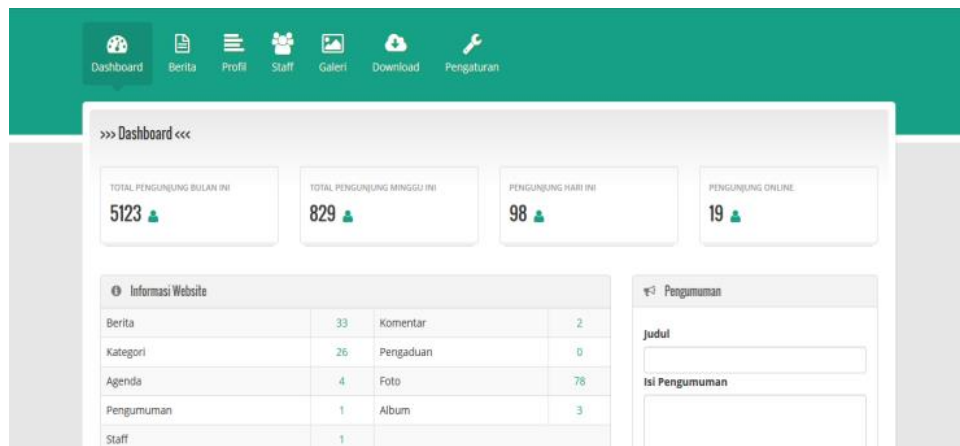 Dashboard Berita Profil Staff Galeri Download Pengaturan
>>> Dashboard <<<
TOTAL PENGUNJUNG BULAN INI
5123
TOTAL PENGUNJUNG MINGGU INI
829
PENGUNJUNG HARI INI
98
PENGUNJUNG ONLINE
19
Informasi Website
Berita 33 Komentar 2
Kategori 26 Pengaduan 0
Agenda 4 Foto 78
Pengumuman 1 Album 3
Staff 1
Pengumuman
Judul
Isi Pengumuman